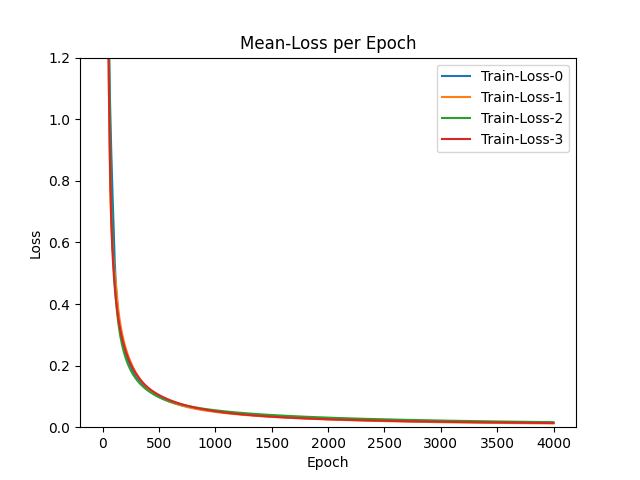 Mean-Loss per Epoch
1.2
1.0
0.8
0.6
0.4
0.2
0.0
Loss
Train-Loss-0
Train-Loss-1
Train-Loss-2
Train-Loss-3
0 500 1000 1500 2000 2500 3000 3500 4000
Epoch